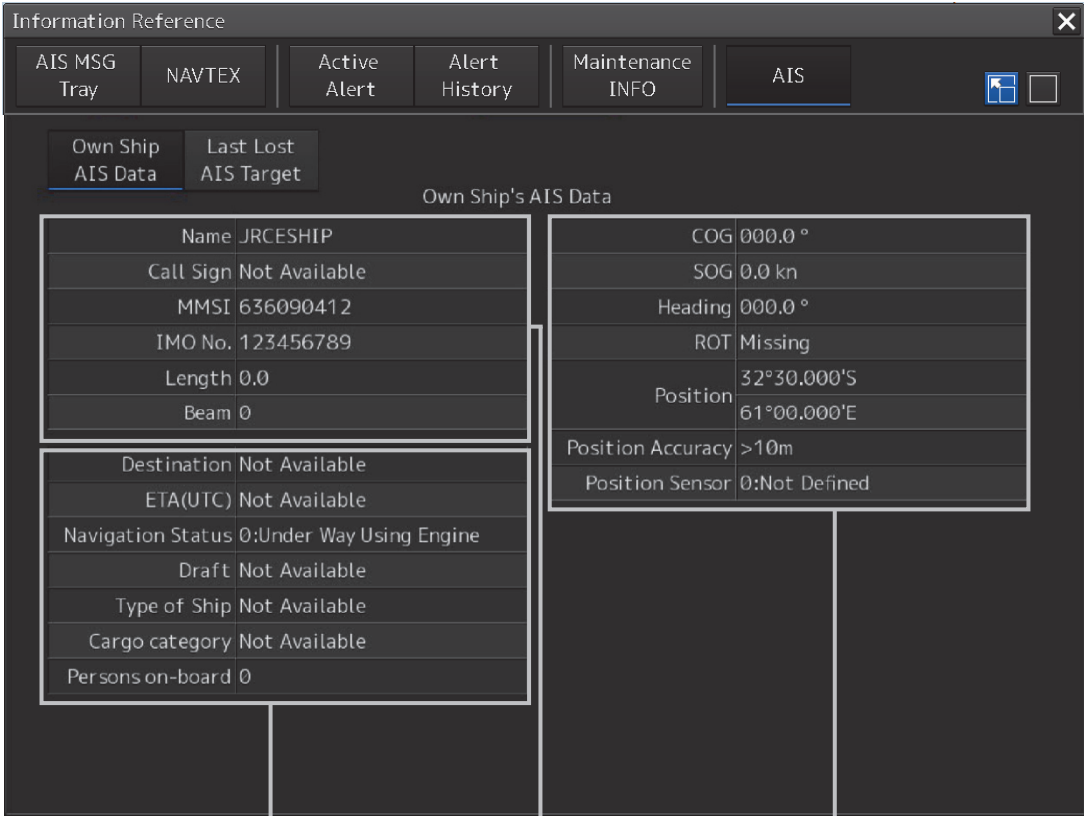 Information Reference
AIS MSG
Tray
NAVTEX
Active
Alert
Alert
History
Maintenance
INFO
AIS
Own Ship
AIS Data
Last Lost
AIS Target
Own Ship's AIS Data
Name JRCESHIP
Call Sign Not Available
MMSI 636090412
IMO No. 123456789
Length 0.0
Beam 0
Destination Not Available
ETA(UTC) Not Available
Navigation Status 0:Under Way Using Engine
Draft Not Available
Type of Ship Not Available
Cargo category Not Available
Persons on-board 0
COG 000.0 °
SOG 0.0 kn
Heading 000.0 °
ROT Missing
Position 32°30.000'S
61°00.000'E
Position Accuracy >10m
Position Sensor 0:Not Defined